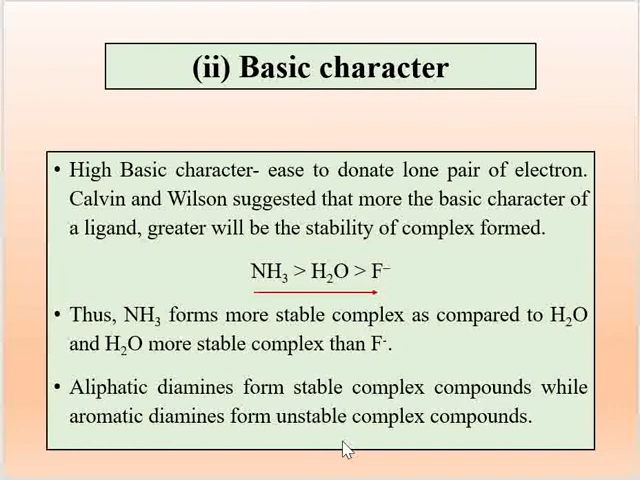 (ii) Basic character
• High Basic character- ease to donate lone pair of electron.
Calvin and Wilson suggested that more the basic character of
a ligand, greater will be the stability of complex formed.
NH₃ > H₂O > F⁻
• Thus, NH₃ forms more stable complex as compared to H₂O
and H₂O more stable complex than F⁻.
• Aliphatic diamines form stable complex compounds while
aromatic diamines form unstable complex compounds.